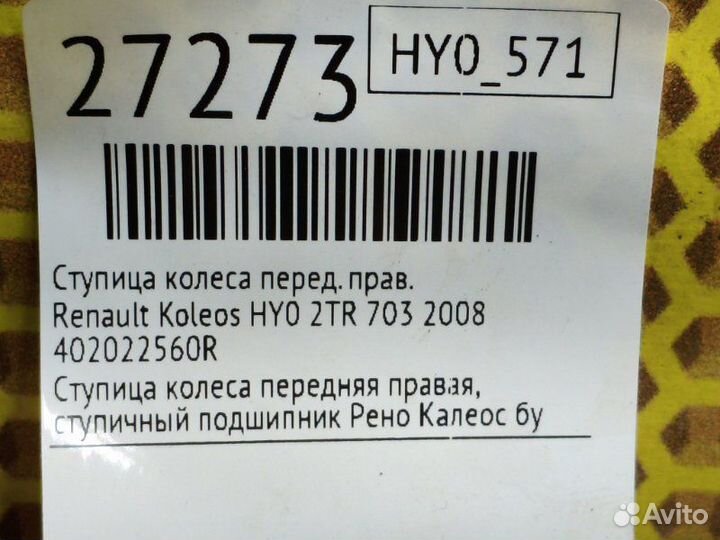 27273
HY0_571
Ступица колеса перед. прав.
Renault Koleos HY0 2TR 703 2008
402022560R
Ступица колеса передняя правая,
ступичный подшипник Рено Калеос бу
Avito